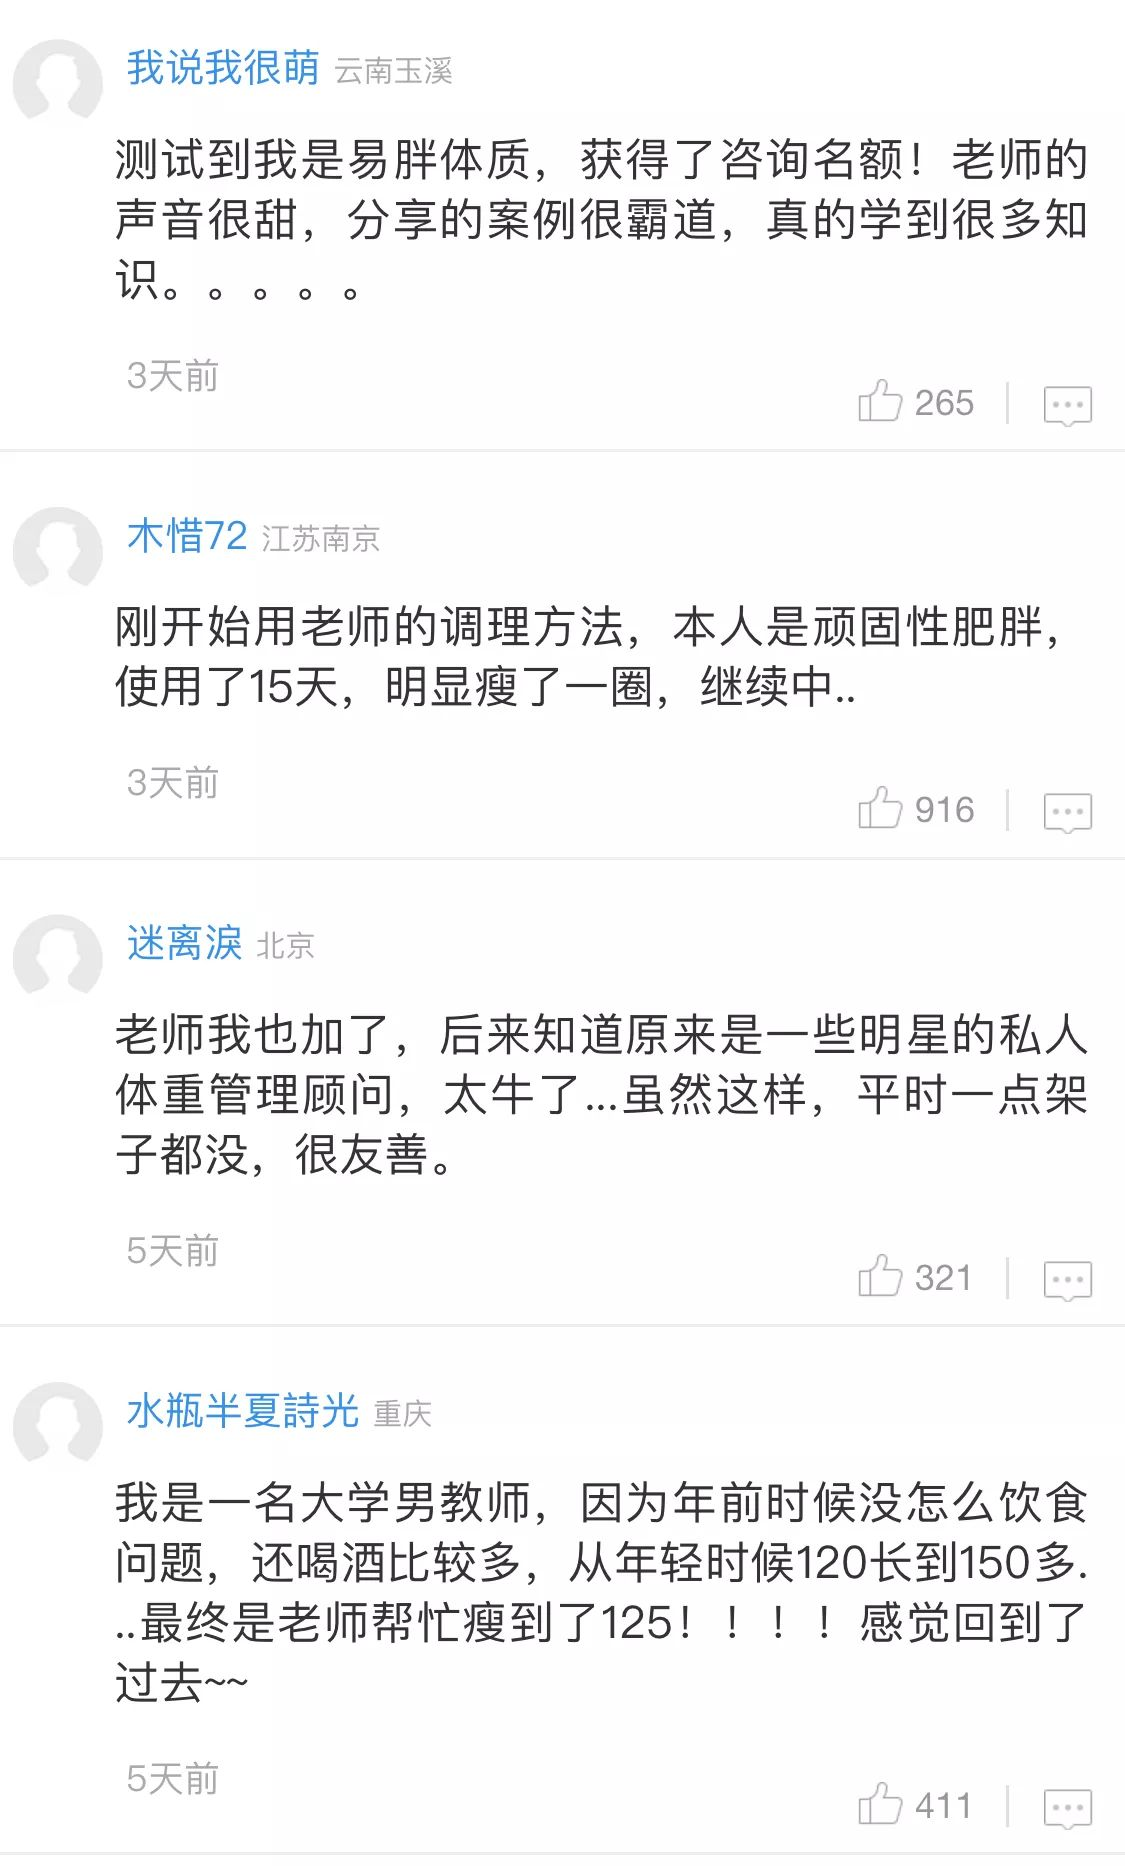 我说我很萌 云南玉溪
测试到我是易胖体质，获得了咨询名额！老师的
声音很甜，分享的案例很霸道，真的学到很多知
识。。。。。
3天前
265
木惜72 江苏南京
刚开始用老师的调理方法，本人是顽固性肥胖，
使用了15天，明显瘦了一圈，继续中..
3天前
916
迷离淚 北京
老师我也加了，后来知道原来是一些明星的私人
体重管理顾问，太牛了...虽然这样，平时一点架
子都没，很友善。
5天前
321
水瓶半夏詩光 重庆
我是一名大学男教师，因为年前时候没怎么饮食
问题，还喝酒比较多，从年轻时候120长到150多.
..最终是老师帮忙瘦到了125！！！！感觉回到了
过去~~
5天前
411